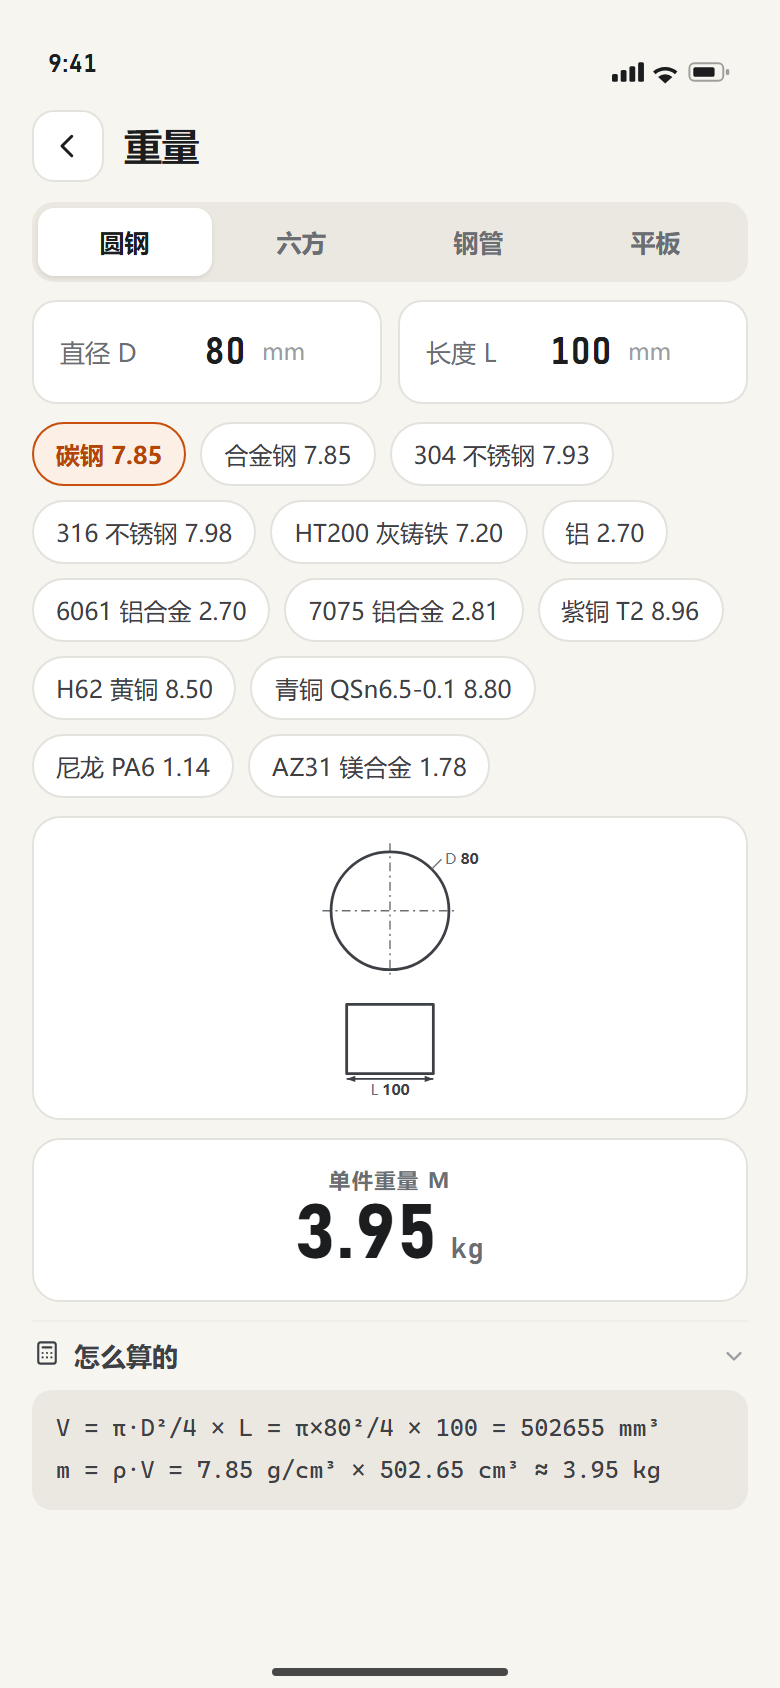 9:41
重量
圆钢 六方 钢管 平板
直径 D 80 mm 长度 L 100 mm
碳钢 7.85 合金钢 7.85 304 不锈钢 7.93
316 不锈钢 7.98 HT200 灰铸铁 7.20 铝 2.70
6061 铝合金 2.70 7075 铝合金 2.81 紫铜 T2 8.96
H62 黄铜 8.50 青铜 QSn6.5-0.1 8.80
尼龙 PA6 1.14 AZ31 镁合金 1.78
D 80
L 100
单件重量 M
3.95 kg
怎么算的
V = π·D²/4 × L = π×80²/4 × 100 = 502655 mm³
m = ρ·V = 7.85 g/cm³ × 502.65 cm³ ≈ 3.95 kg